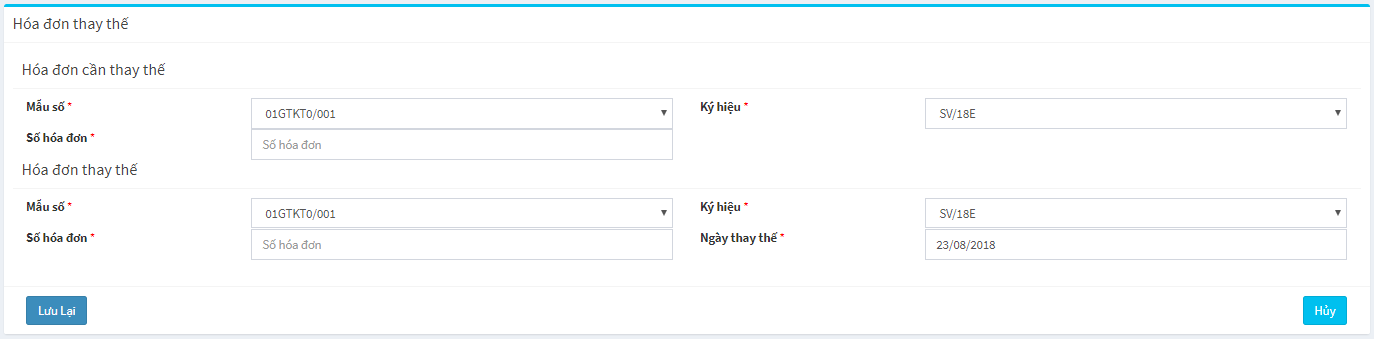 Hóa đơn thay thế
Hóa đơn cần thay thế
Mẫu số * 01GTKT0/001 Ký hiệu * SV/18E
Số hóa đơn * Số hóa đơn
Hóa đơn thay thế
Mẫu số * 01GTKT0/001 Ký hiệu * SV/18E
Số hóa đơn * Số hóa đơn Ngày thay thế * 23/08/2018
Lưu Lại Hủy